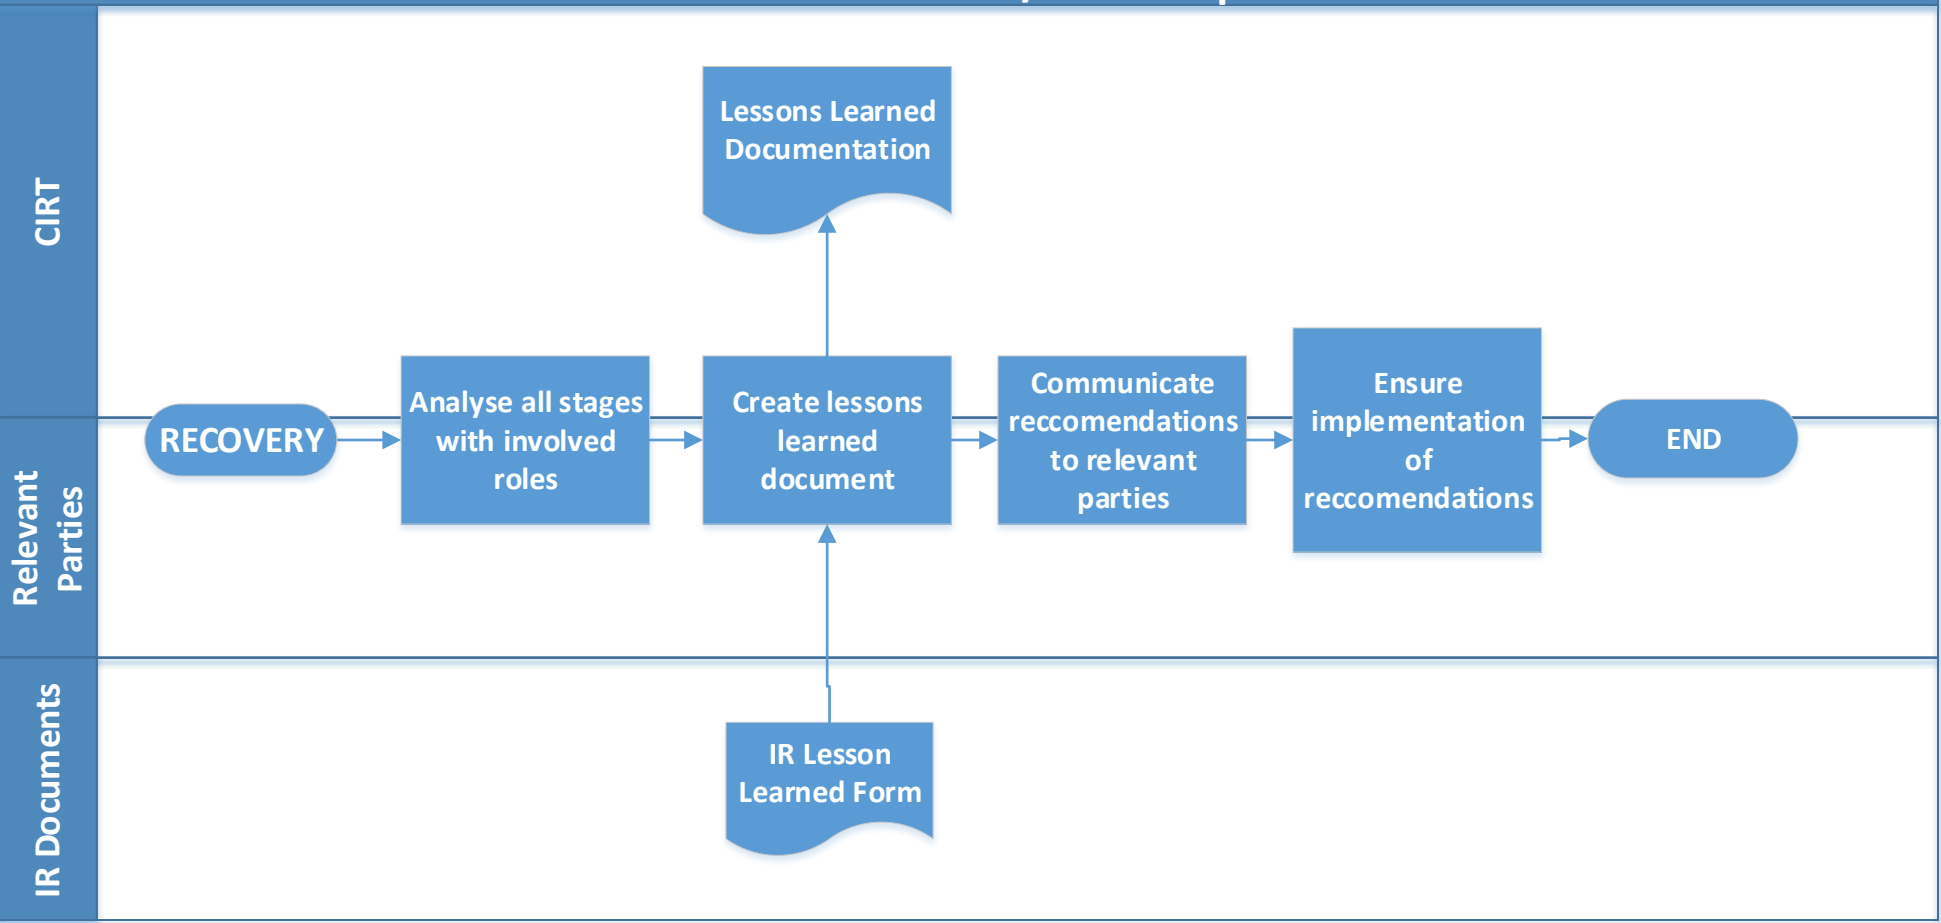 CIRT
Lessons Learned
Documentation
RECOVERY
Analyse all stages
with involved
roles
Create lessons
learned
document
Communicate
reccomendations
to relevant
parties
Ensure
implementation
of
reccomendations
END
Relevant
Parties
IR Documents
IR Lesson
Learned Form